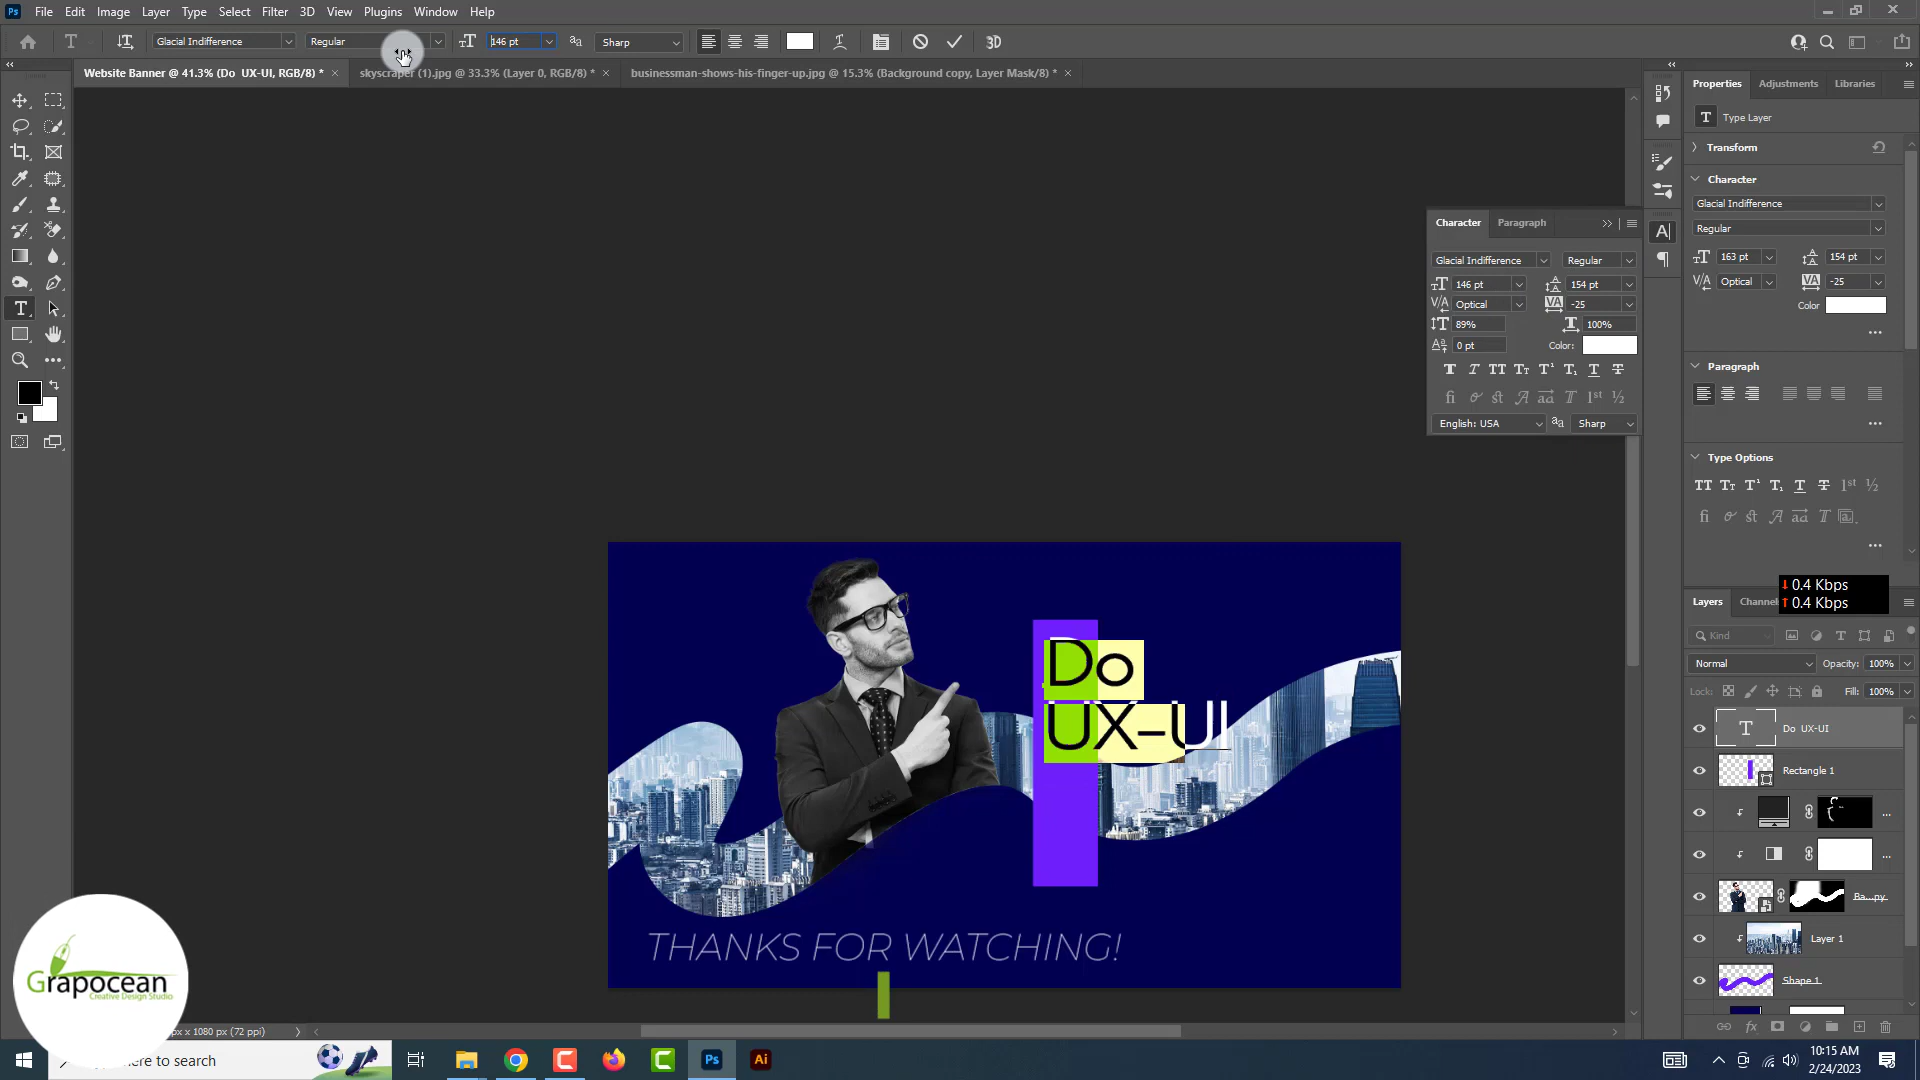 Ps File Edit Image Layer Type Select Filter 3D View Plugins Window Help
Glacial Indifference Regular 146 pt Sharp 3D
Website Banner @ 41.3% (Do  UX-UI, RGB/8) * × skyscraper (1).jpg @ 33.3% (Layer 0, RGB/8) * × businessman-shows-his-finger-up.jpg @ 15.3% (Background copy, Layer Mask/8) * ×
Properties Adjustments Libraries
T Type Layer
Transform
Character
Glacial Indifference
Regular
163 pt 154 pt
Optical -25
Color
Paragraph
Type Options
Character Paragraph
Glacial Indifference Regular
146 pt 154 pt
Optical -25
89% 100%
0 pt Color:
English: USA Sharp
0.4 Kbps
0.4 Kbps
Layers Channel
Kind
Normal Opacity: 100%
Lock: Fill: 100%
Do  UX-UI
Rectangle 1
Ba...py
Layer 1
Shape 1
Do
UX-UI
THANKS FOR WATCHING!
Grapocean
Creative Design Studio
px x 1080 px (72 ppi)
here to search
Ps Ai
10:15 AM
2/24/2023